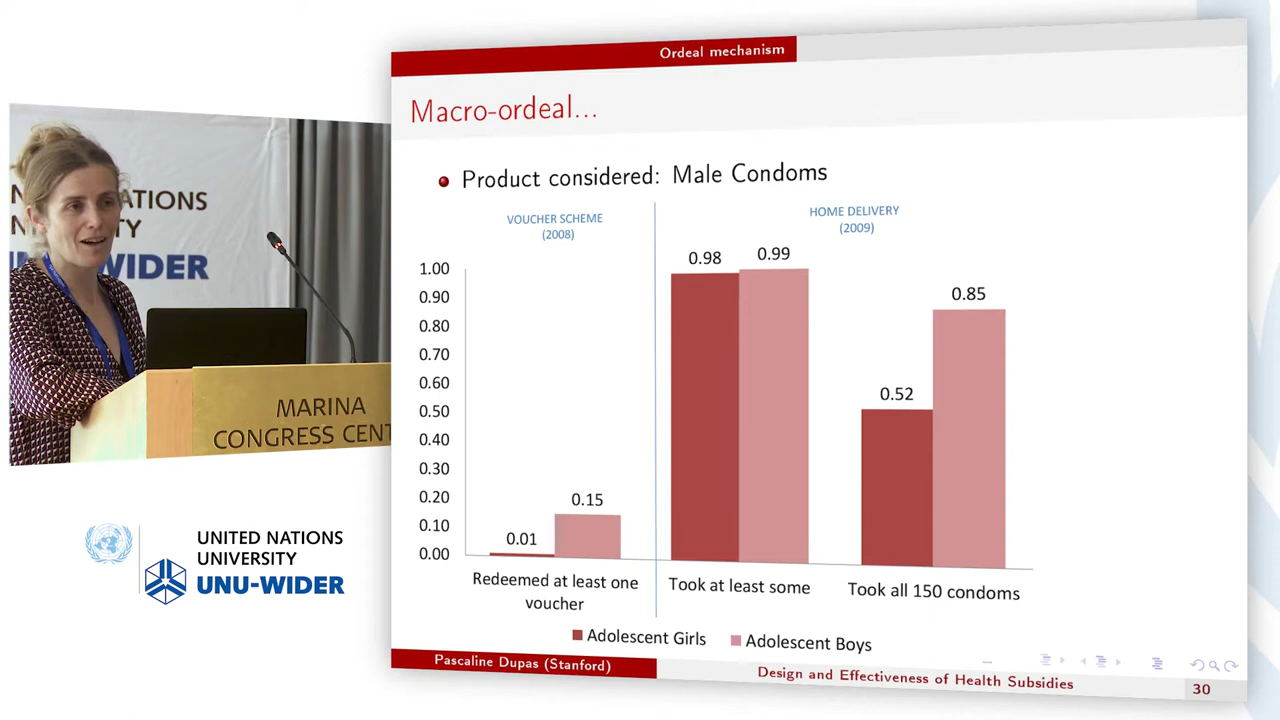 Ordeal mechanism
Macro-ordeal...
Product considered: Male Condoms
VOUCHER SCHEME
(2008)
HOME DELIVERY
(2009)
1.00
0.90
0.80
0.70
0.60
0.50
0.40
0.30
0.20
0.10
0.00
0.01
0.15
0.98
0.99
0.52
0.85
Redeemed at least one
voucher
Took at least some
Took all 150 condoms
Adolescent Girls
Adolescent Boys
Pascaline Dupas (Stanford)
Design and Effectiveness of Health Subsidies
30
ATIONS
WIDER
MARINA
CONGRESS CENT
UNITED NATIONS
UNIVERSITY
UNU-WIDER